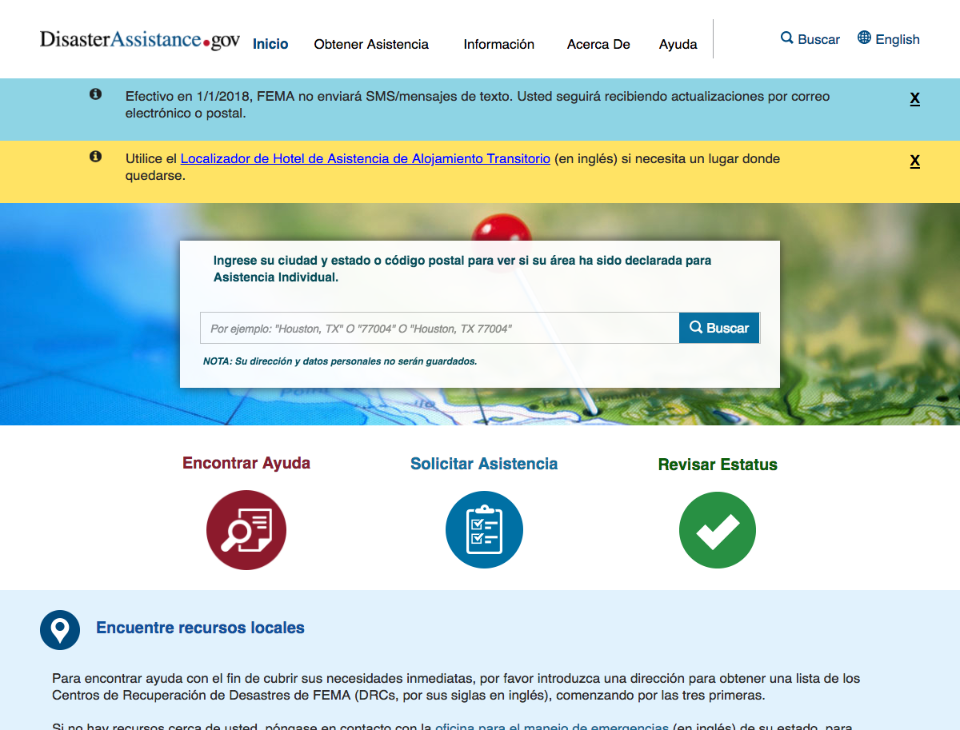 DisasterAssistance.gov
Inicio
Obtener Asistencia
Información
Acerca De
Ayuda
Buscar
English
Efectivo en 1/1/2018, FEMA no enviará SMS/mensajes de texto. Usted seguirá recibiendo actualizaciones por correo
electrónico o postal.
X
Utilice el Localizador de Hotel de Asistencia de Alojamiento Transitorio (en inglés) si necesita un lugar donde
quedarse.
X
Ingrese su ciudad y estado o código postal para ver si su área ha sido declarada para
Asistencia Individual.
Por ejemplo: "Houston, TX" O "77004" O "Houston, TX 77004"
Buscar
NOTA: Su dirección y datos personales no serán guardados.
Encontrar Ayuda
Solicitar Asistencia
Revisar Estatus
Encuentre recursos locales
Para encontrar ayuda con el fin de cubrir sus necesidades inmediatas, por favor introduzca una dirección para obtener una lista de los
Centros de Recuperación de Desastres de FEMA (DRCs, por sus siglas en inglés), comenzando por las tres primeras.
Si no hay recursos cerca de usted, póngase en contacto con la oficina para el manejo de emergencias (en inglés) de su estado, para